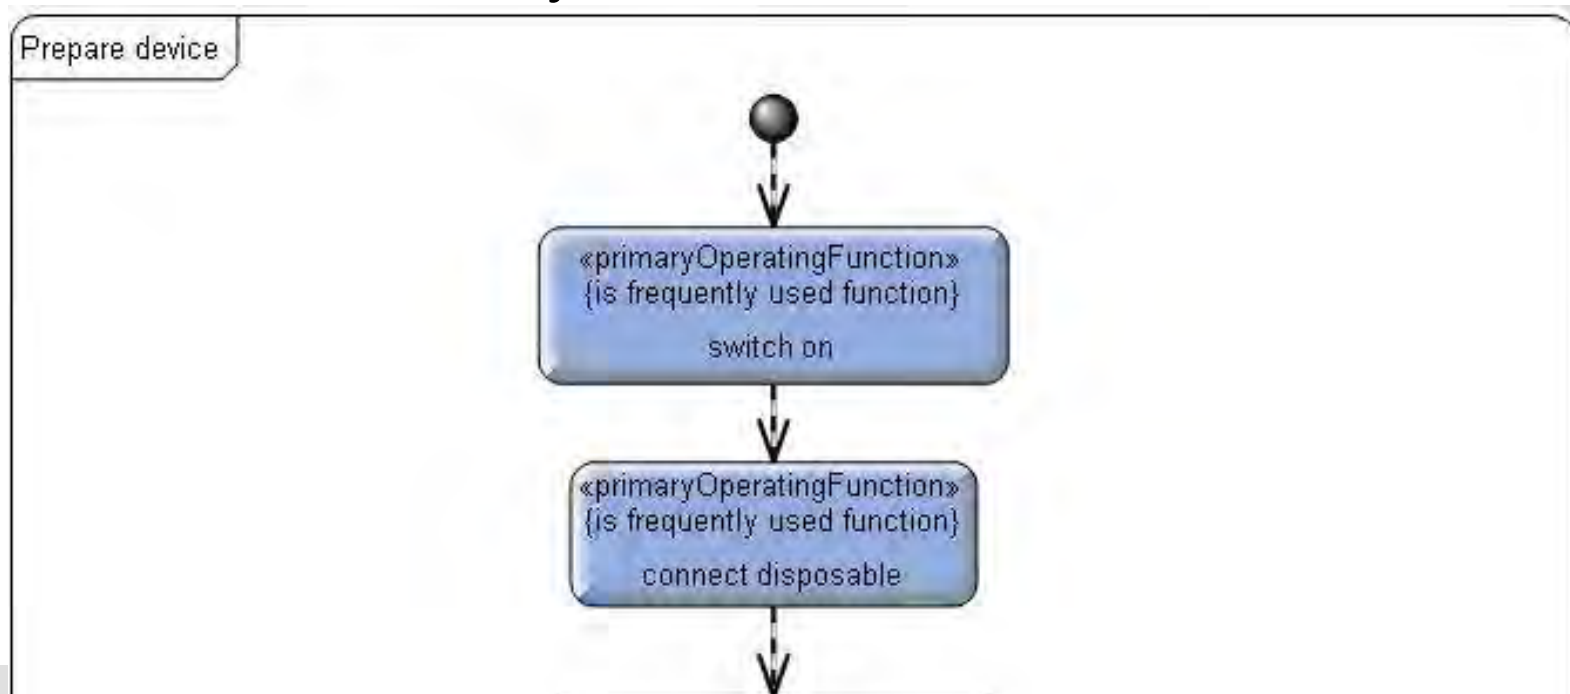 Prepare device
«primaryOperatingFunction»
{is frequently used function}
switch on
«primaryOperatingFunction»
{is frequently used function}
connect disposable